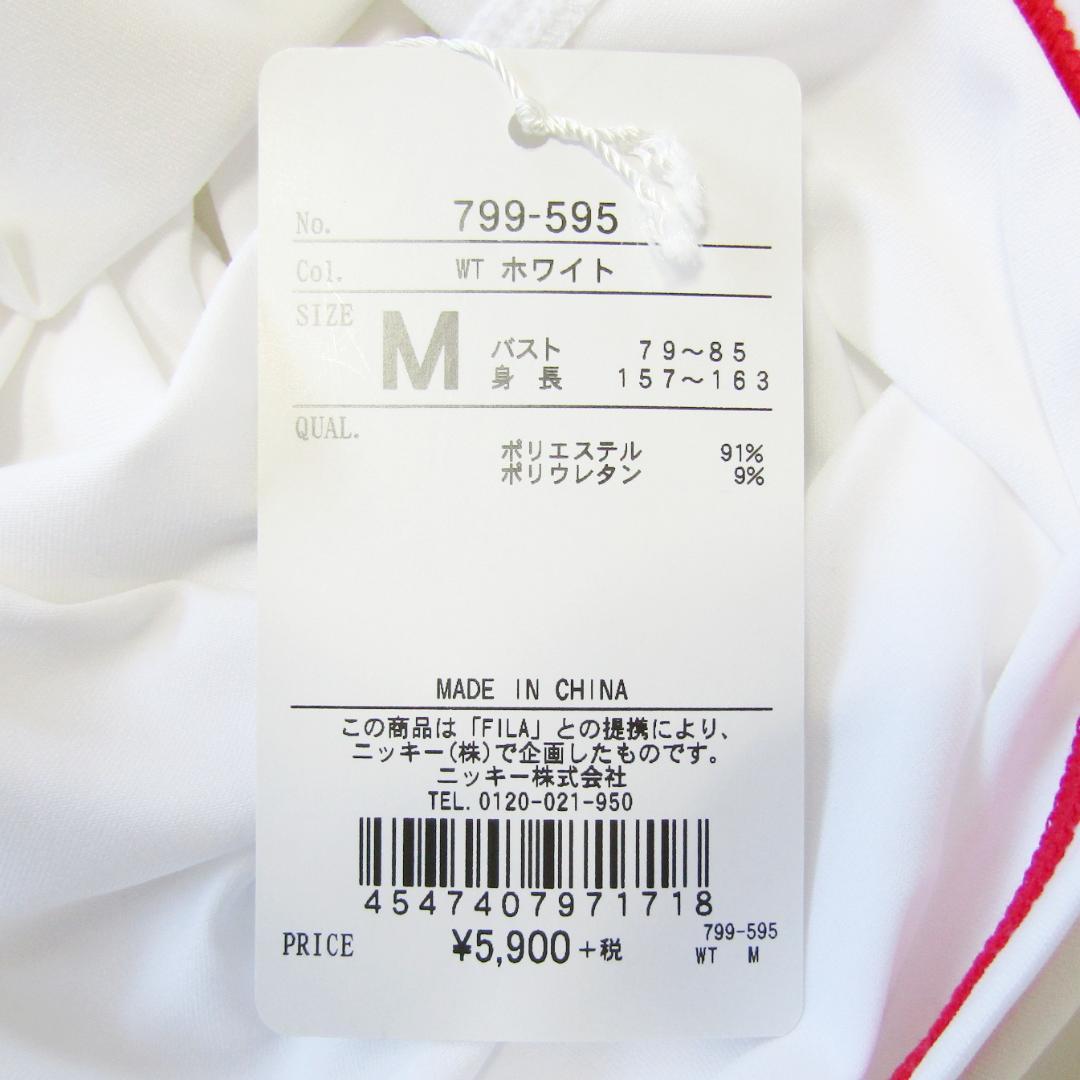 No. 799-595
Col. WT ホワイト
SIZE M バスト 79～85
身長 157～163
QUAL.
ポリエステル 91%
ポリウレタン 9%
MADE IN CHINA
この商品は「FILA」との提携により、
ニッキー(株)で企画したものです。
ニッキー株式会社
TEL. 0120-021-950
4547407971718
PRICE ¥5,900+税 799-595
WT M